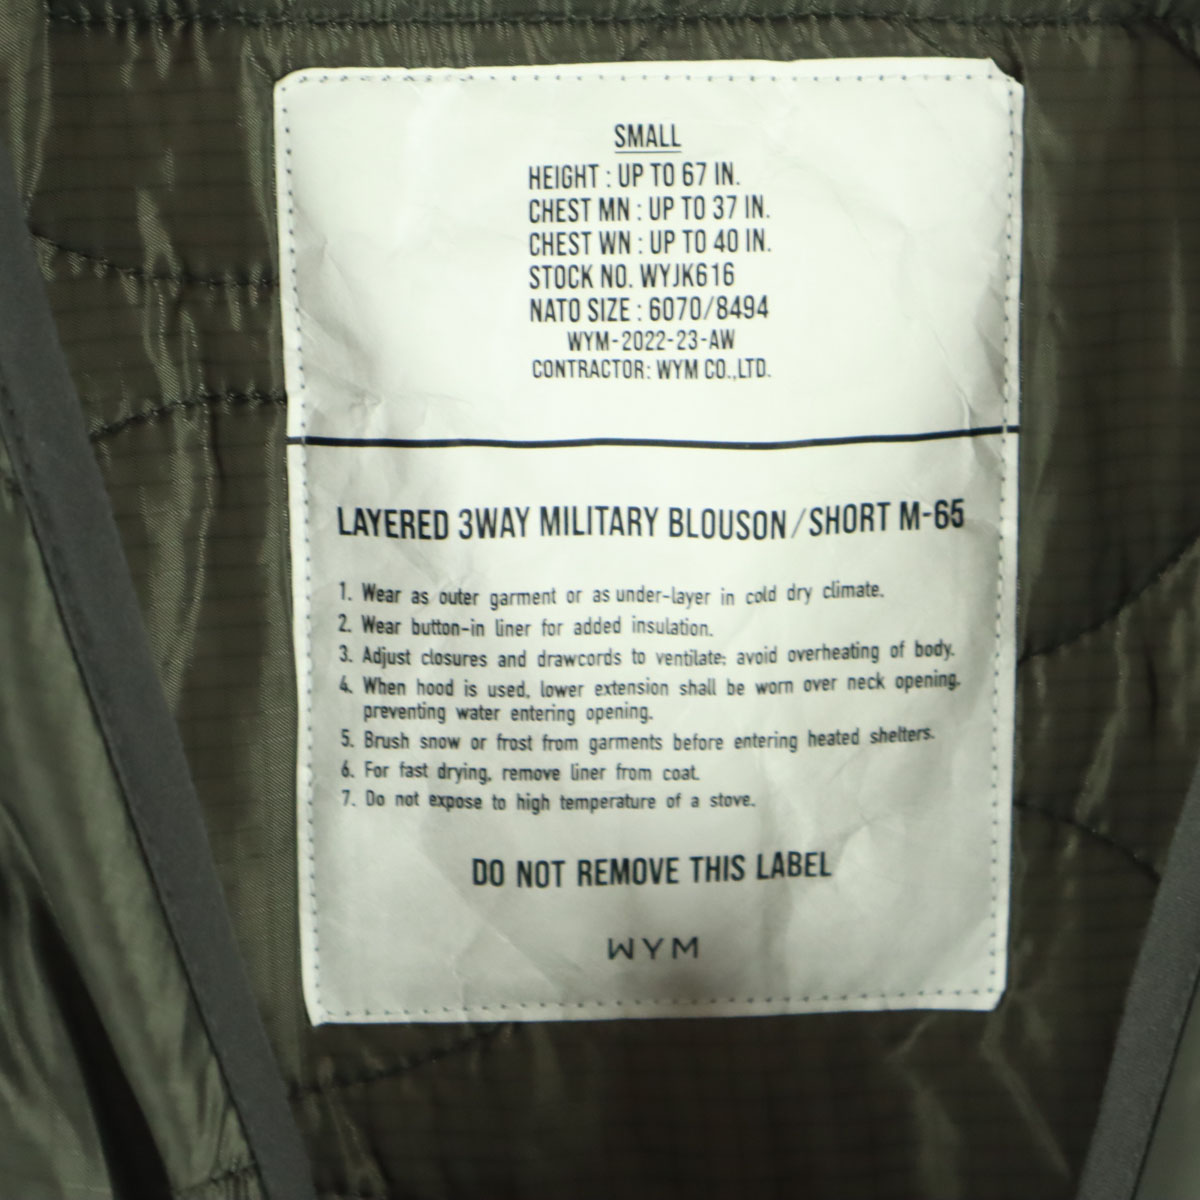 SMALL
HEIGHT : UP TO 67 IN.
CHEST MN : UP TO 37 IN.
CHEST WN : UP TO 40 IN.
STOCK NO. WYJK616
NATO SIZE : 6070/8494
WYM-2022-23-AW
CONTRACTOR: WYM CO.,LTD.
LAYERED 3WAY MILITARY BLOUSON/SHORT M-65
1. Wear as outer garment or as under-layer in cold dry climate.
2. Wear button-in liner for added insulation.
3. Adjust closures and drawcords to ventilate; avoid overheating of body.
4. When hood is used, lower extension shall be worn over neck opening.
preventing water entering opening.
5. Brush snow or frost from garments before entering heated shelters.
6. For fast drying, remove liner from coat.
7. Do not expose to high temperature of a stove.
DO NOT REMOVE THIS LABEL
WYM